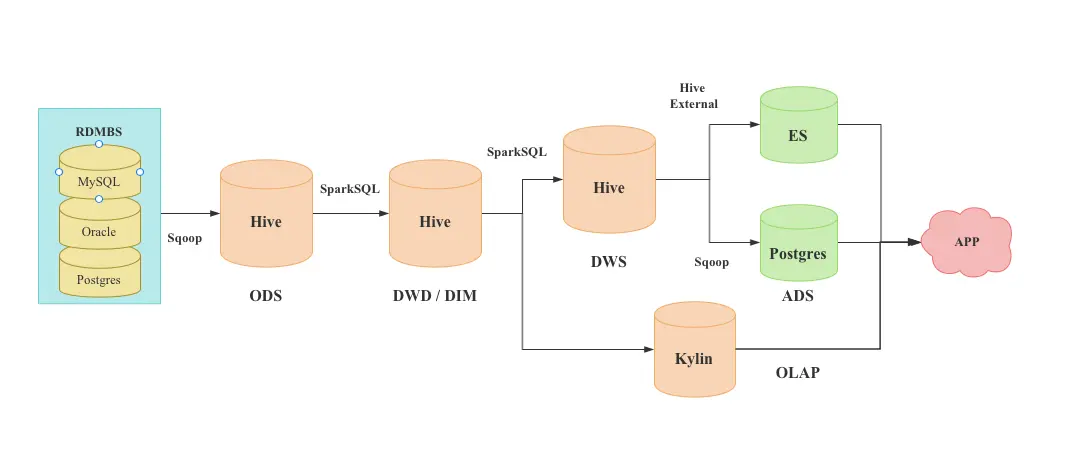 RDMBS
MySQL
Oracle
Postgres
Sqoop
Hive
ODS
SparkSQL
Hive
DWD / DIM
SparkSQL
Hive
DWS
Hive
External
ES
Sqoop
Postgres
ADS
Kylin
OLAP
APP